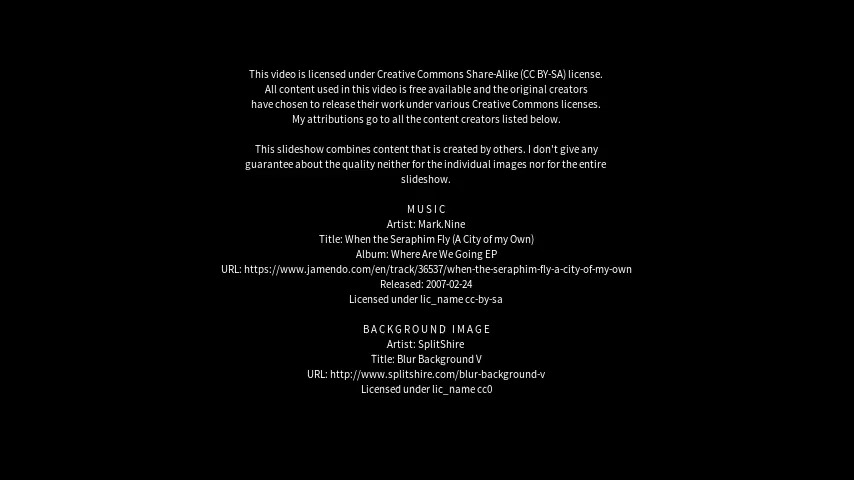 This video is licensed under Creative Commons Share-Alike (CC BY-SA) license.
All content used in this video is free available and the original creators
have chosen to release their work under various Creative Commons licenses.
My attributions go to all the content creators listed below.
This slideshow combines content that is created by others. I don't give any
guarantee about the quality neither for the individual images nor for the entire
slideshow.
MUSIC
Artist: Mark.Nine
Title: When the Seraphim Fly (A City of my Own)
Album: Where Are We Going EP
URL: https://www.jamendo.com/en/track/36537/when-the-seraphim-fly-a-city-of-my-own
Released: 2007-02-24
Licensed under lic_name cc-by-sa
BACKGROUND IMAGE
Artist: SplitShire
Title: Blur Background V
URL: http://www.splitshire.com/blur-background-v
Licensed under lic_name cc0